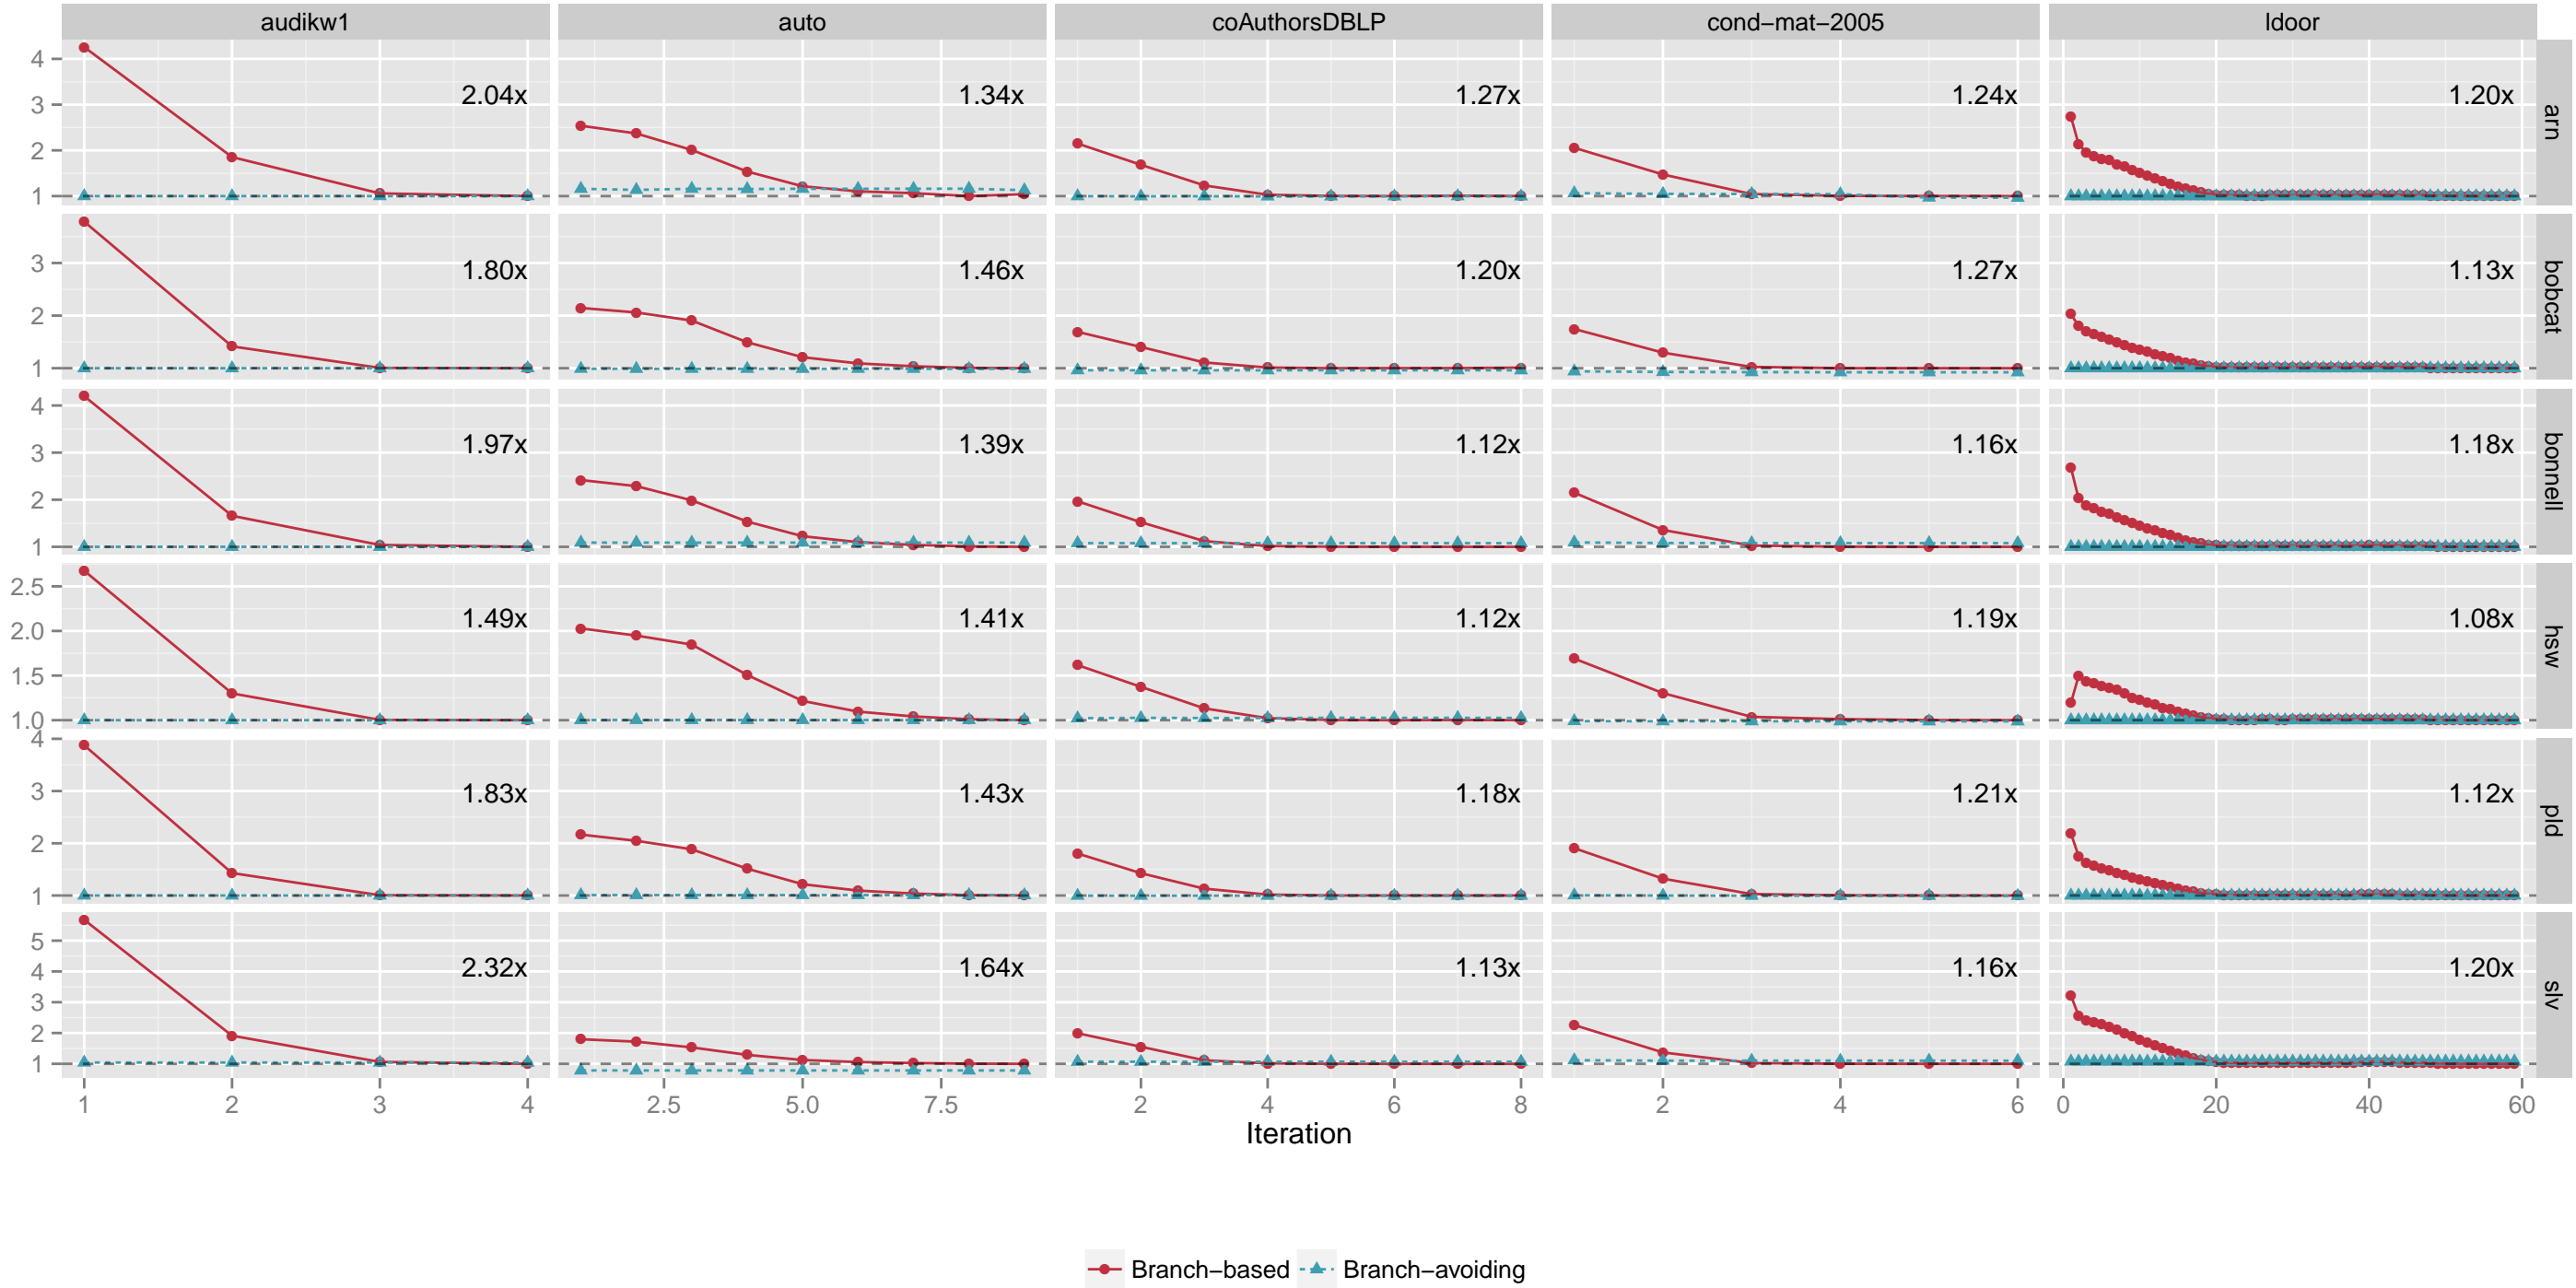 audikw1 auto coAuthorsDBLP cond−mat−2005 ldoor
4
3
2
1
2.04x 1.34x 1.27x 1.24x 1.20x
arn
3
2
1
1.80x 1.46x 1.20x 1.27x 1.13x
bobcat
4
3
2
1
1.97x 1.39x 1.12x 1.16x 1.18x
bonnell
2.5
2.0
1.5
1.0
1.49x 1.41x 1.12x 1.19x 1.08x
hsw
4
3
2
1
1.83x 1.43x 1.18x 1.21x 1.12x
pld
5
4
3
2
1
2.32x 1.64x 1.13x 1.16x 1.20x
slv
1 2 3 4 2.5 5.0 7.5 2 4 6 8 2 4 6 0 20 40 60
Iteration
Branch−based Branch−avoiding